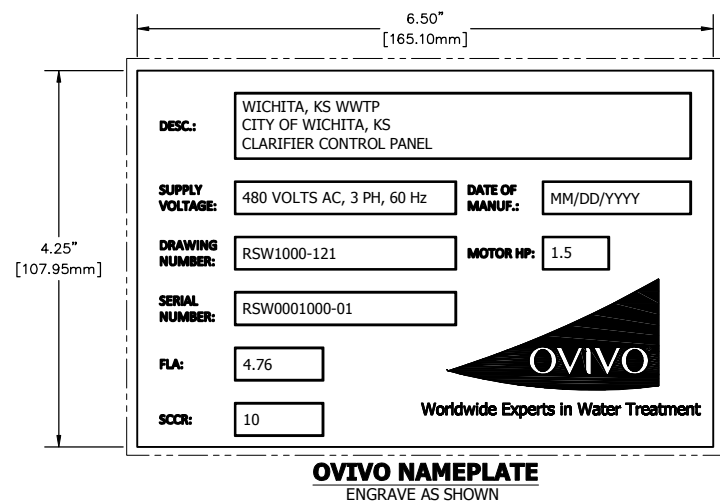 6.50"
[165.10mm]
4.25"
[107.95mm]
DESC.:
WICHITA, KS WWTP
CITY OF WICHITA, KS
CLARIFIER CONTROL PANEL
SUPPLY
VOLTAGE:
480 VOLTS AC, 3 PH, 60 Hz
DATE OF
MANUF.:
MM/DD/YYYY
DRAWING
NUMBER:
RSW1000-121
MOTOR HP:
1.5
SERIAL
NUMBER:
RSW0001000-01
FLA:
4.76
SCCR:
10
OVIVO
Worldwide Experts in Water Treatment
OVIVO NAMEPLATE
ENGRAVE AS SHOWN